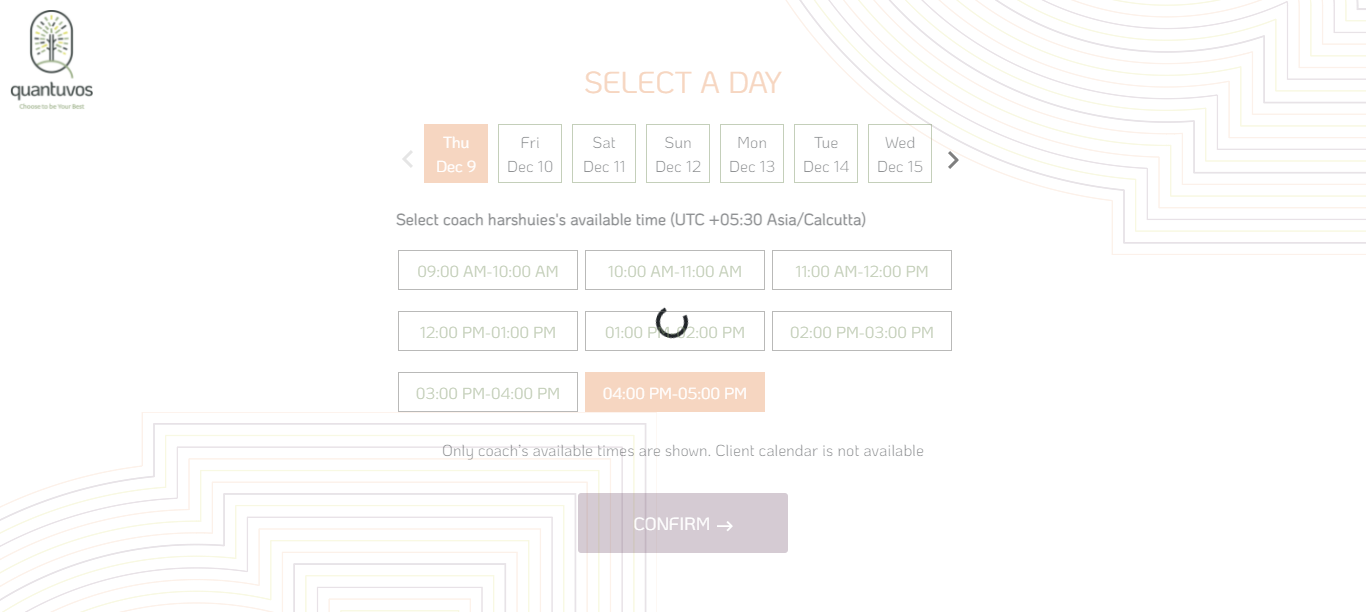 quantuvos
Choose to be Your Best
SELECT A DAY
Thu Fri Sat Sun Mon Tue Wed
Dec 9 Dec 10 Dec 11 Dec 12 Dec 13 Dec 14 Dec 15
Select coach harshuies's available time (UTC +05:30 Asia/Calcutta)
09:00 AM-10:00 AM 10:00 AM-11:00 AM 11:00 AM-12:00 PM
12:00 PM-01:00 PM 01:00 PM-02:00 PM 02:00 PM-03:00 PM
03:00 PM-04:00 PM 04:00 PM-05:00 PM
Only coach's available times are shown. Client calendar is not available
CONFIRM →